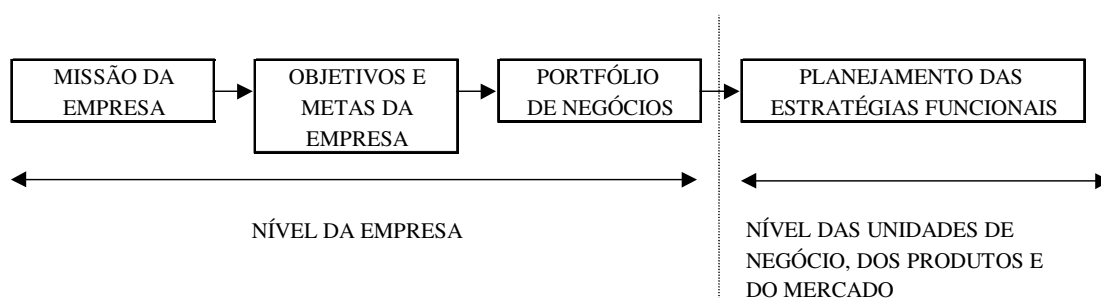 MISSÃO DA
EMPRESA
OBJETIVOS E
METAS DA
EMPRESA
PORTFÓLIO
DE NEGÓCIOS
PLANEJAMENTO DAS
ESTRATÉGIAS FUNCIONAIS
NÍVEL DA EMPRESA
NÍVEL DAS UNIDADES DE
NEGÓCIO, DOS PRODUTOS E
DO MERCADO